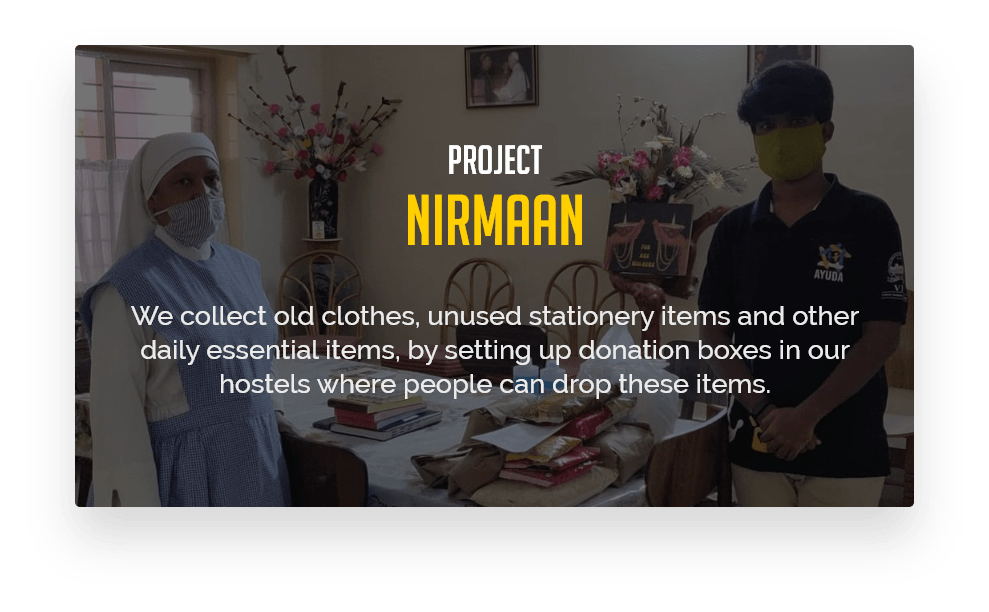 PROJECT
NIRMAAN
We collect old clothes, unused stationery items and other
daily essential items, by setting up donation boxes in our
hostels where people can drop these items.
AYUDA